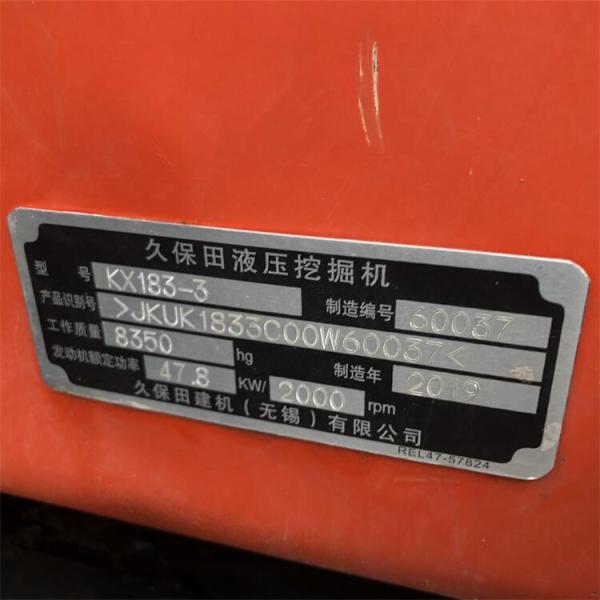 久保田液压挖掘机
型 号 KX183-3 制造编号 60037
产品识别号 >JKUK1833C00W60037<
工作质量 8350 hg 制造年 2019
发动机额定功率 47.8 KW/ 2000 rpm
久保田建机(无锡)有限公司
REL47-57824